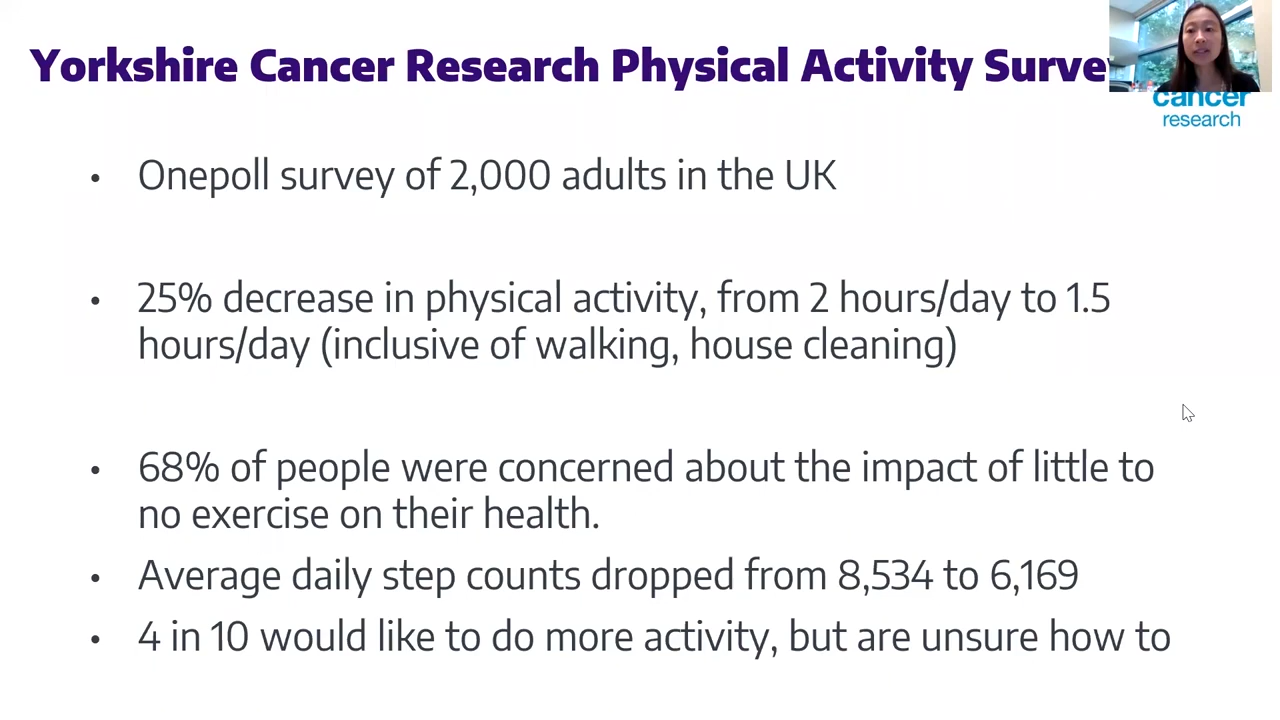 Yorkshire Cancer Research Physical Activity Surve
cancer
research
• Onepoll survey of 2,000 adults in the UK
• 25% decrease in physical activity, from 2 hours/day to 1.5
hours/day (inclusive of walking, house cleaning)
• 68% of people were concerned about the impact of little to
no exercise on their health.
• Average daily step counts dropped from 8,534 to 6,169
• 4 in 10 would like to do more activity, but are unsure how to